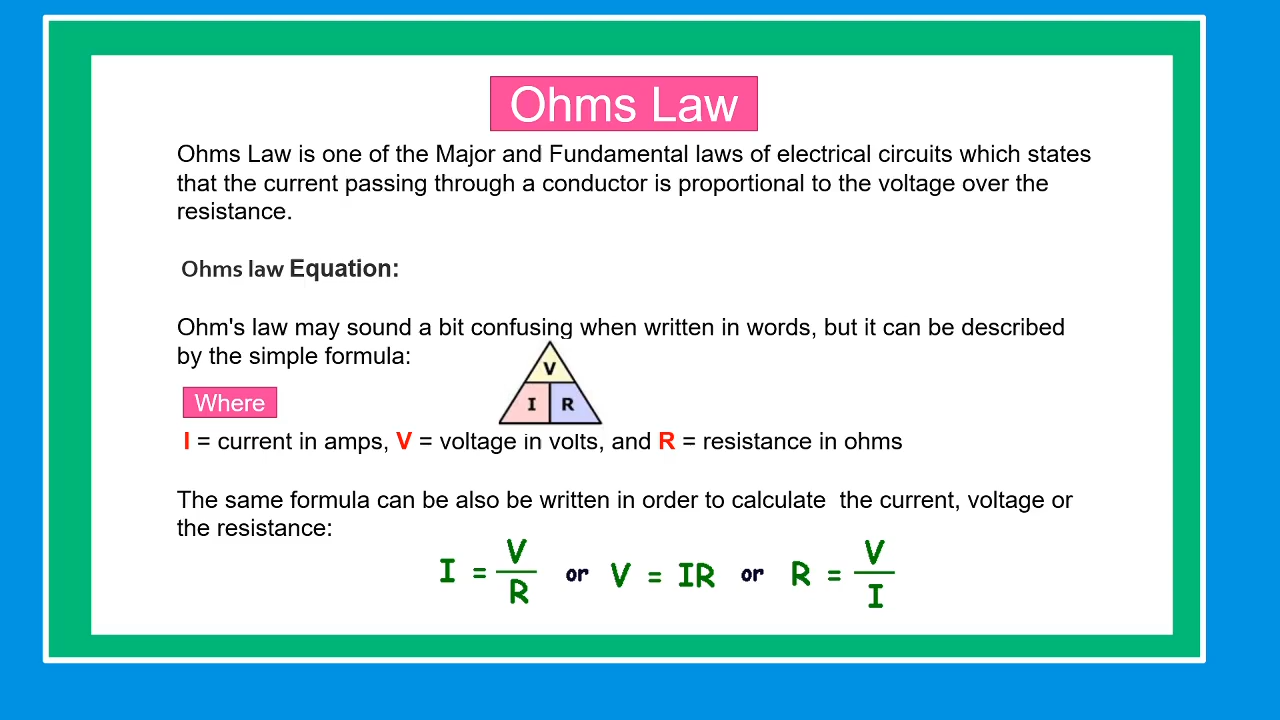 Ohms Law
Ohms Law is one of the Major and Fundamental laws of electrical circuits which states
that the current passing through a conductor is proportional to the voltage over the
resistance.
Ohms law Equation:
Ohm's law may sound a bit confusing when written in words, but it can be described
by the simple formula:
V
I R
Where
I = current in amps, V = voltage in volts, and R = resistance in ohms
The same formula can be also be written in order to calculate  the current, voltage or
the resistance:
I = V/R or V = IR or R = V/I